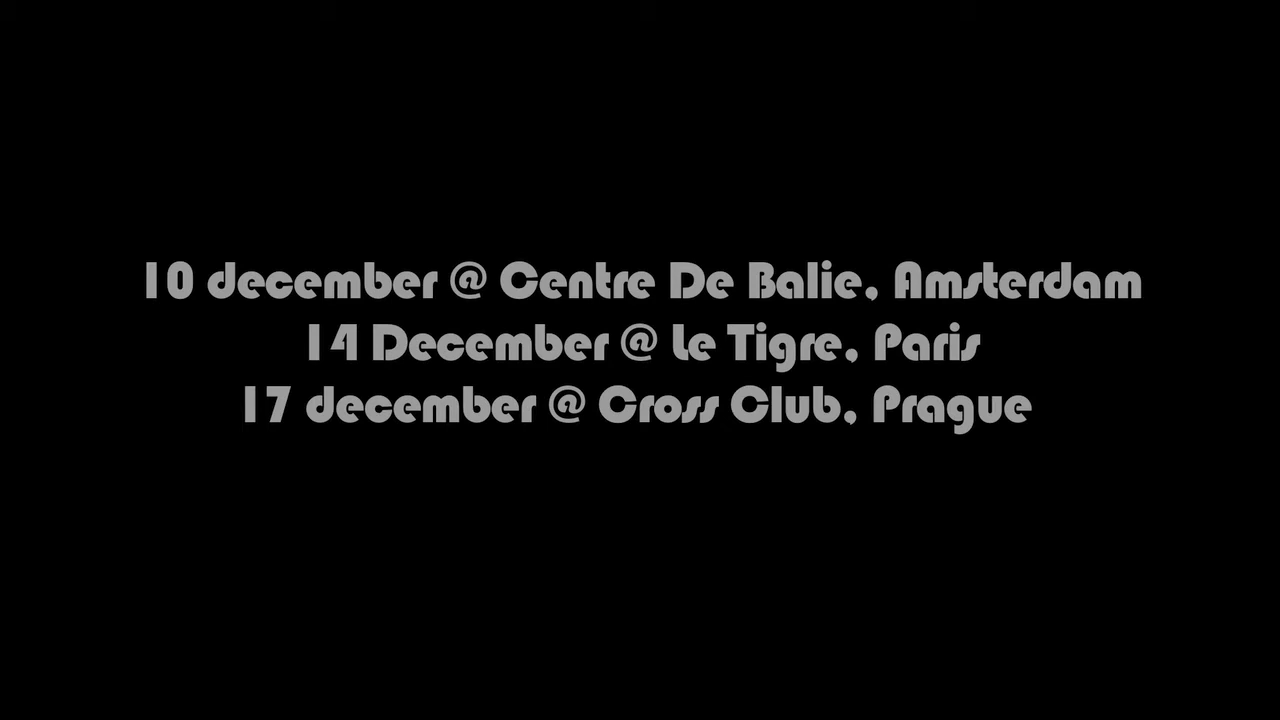 10 december @ Centre De Balie, Amsterdam
14 December @ Le Tigre, Paris
17 december @ Cross Club, Prague